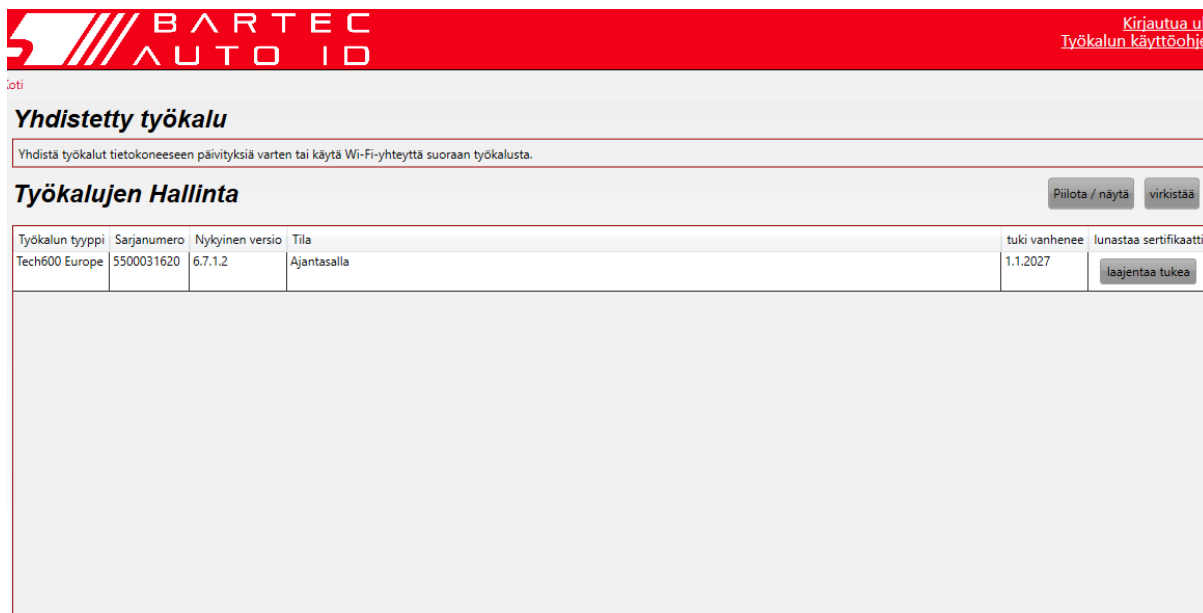 BARTEC
AUTO ID
Kirjautua ul
Työkalun käyttöohje
Koti
Yhdistetty työkalu
Yhdistä työkalut tietokoneeseen päivityksiä varten tai käytä Wi-Fi-yhteyttä suoraan työkalusta.
Työkalujen Hallinta
Piilota / näytä virkistää
Työkalun tyyppi Sarjanumero Nykyinen versio Tila tuki vanhenee lunastaa sertifikaatti
Tech600 Europe 5500031620 6.7.1.2 Ajantasalla 1.1.2027 laajentaa tukea